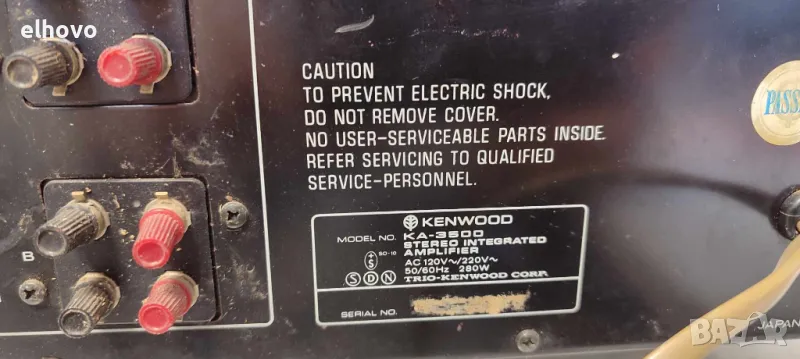 elhovo
CAUTION
TO PREVENT ELECTRIC SHOCK,
DO NOT REMOVE COVER.
NO USER-SERVICEABLE PARTS INSIDE.
REFER SERVICING TO QUALIFIED
SERVICE-PERSONNEL.
PASS
B
KENWOOD
MODEL NO. KA-3500
STEREO INTEGRATED
AMPLIFIER
AC 120V~/220V~
50/60Hz 280W
S D N TRIO-KENWOOD CORP.
SERIAL NO.
JAPAN
BAZAR